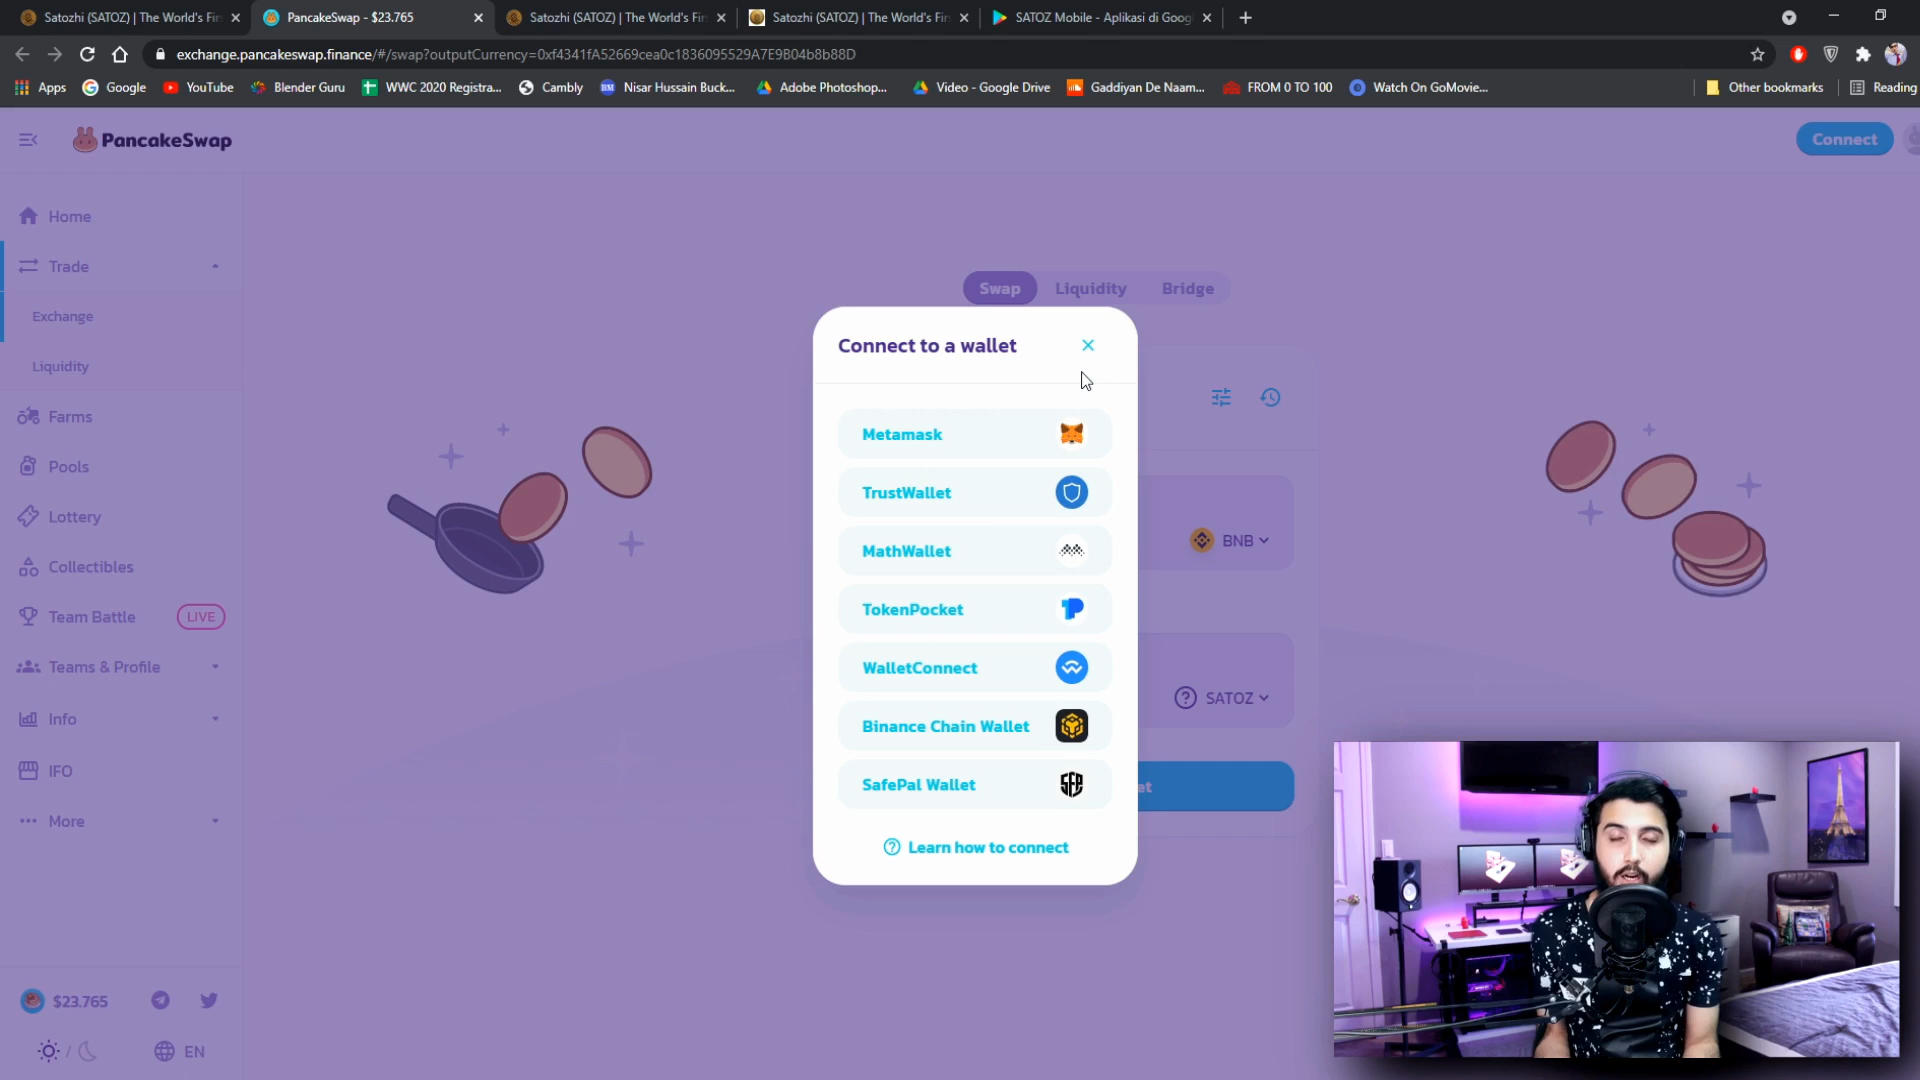 Satozhi (SATOZ) | The World's Fir
PancakeSwap - $23.765
Satozhi (SATOZ) | The World's Fir
Satozhi (SATOZ) | The World's Fir
SATOZ Mobile - Aplikasi di Goog
exchange.pancakeswap.finance/#/swap?outputCurrency=0xf4341fA52669cea0c1836095529A7E9B04b8b88D
Apps
Google
YouTube
Blender Guru
WWC 2020 Registra...
Cambly
BM
Nisar Hussain Buck...
Adobe Photoshop...
Video - Google Drive
Gaddiyan De Naam...
FROM 0 TO 100
Watch On GoMovie...
Other bookmarks
Reading
PancakeSwap
Connect
Home
Trade
Exchange
Liquidity
Farms
Pools
Lottery
Collectibles
Team Battle
LIVE
Teams & Profile
Info
IFO
More
$23.765
/
EN
Swap
Liquidity
Bridge
BNB
SATOZ
et
Connect to a wallet
Metamask
TrustWallet
MathWallet
TokenPocket
WalletConnect
Binance Chain Wallet
SafePal Wallet
SFP
Learn how to connect